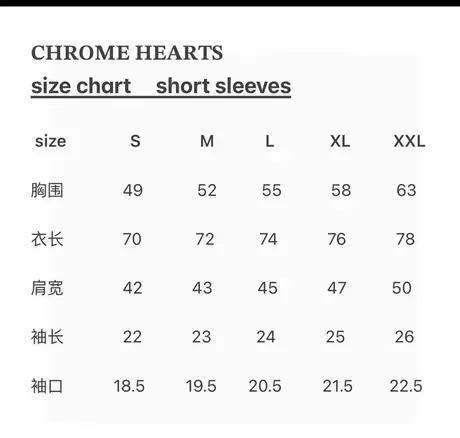 CHROME HEARTS
size chart short sleeves
size S M L XL XXL
胸围 49 52 55 58 63
衣长 70 72 74 76 78
肩宽 42 43 45 47 50
袖长 22 23 24 25 26
袖口 18.5 19.5 20.5 21.5 22.5